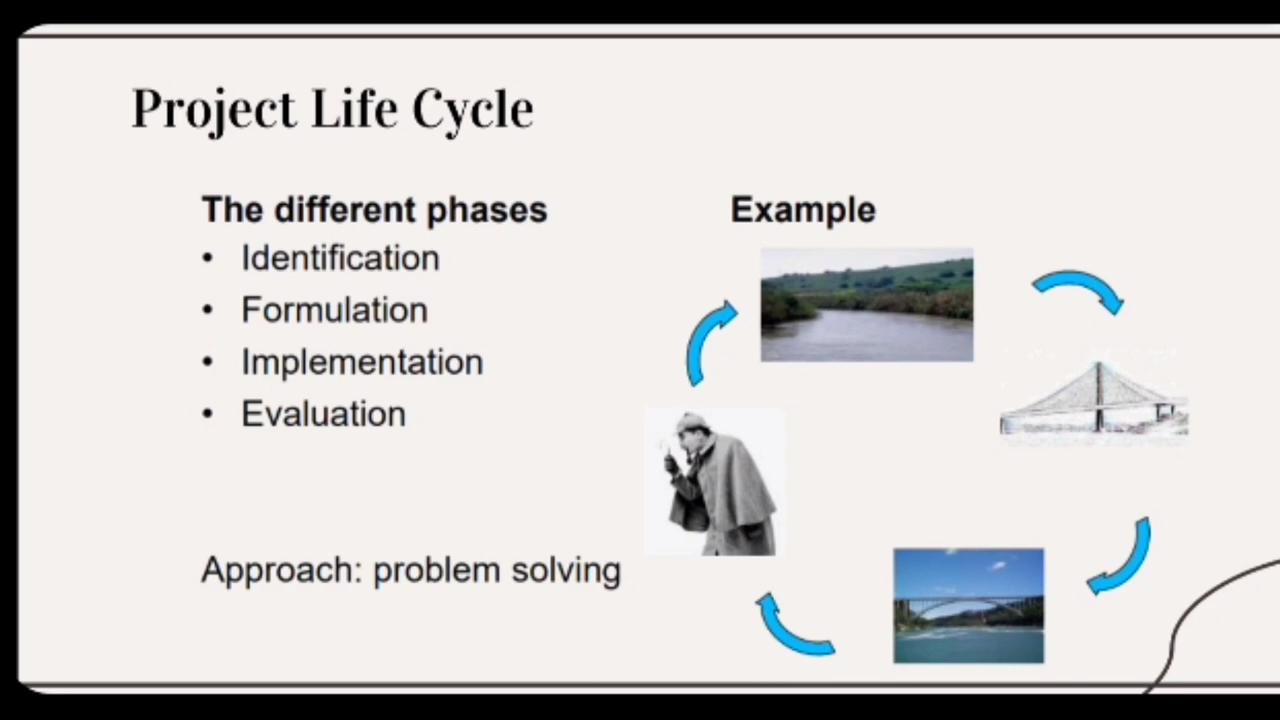 Project Life Cycle
The different phases
• Identification
• Formulation
• Implementation
• Evaluation
Approach: problem solving
Example